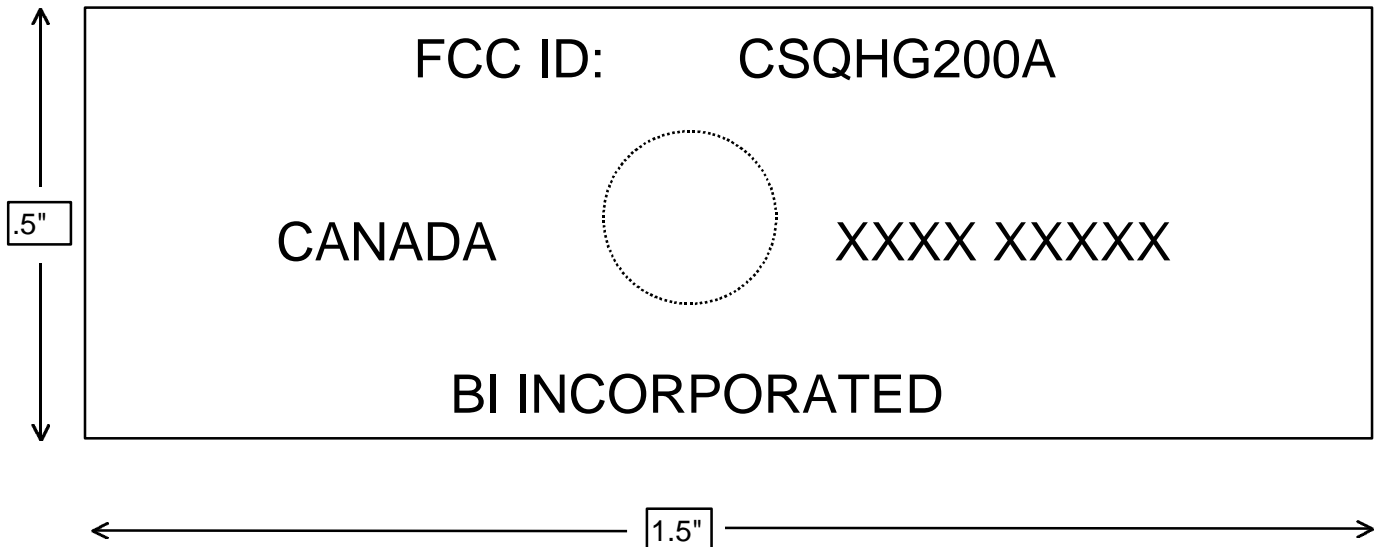 FCC ID: CSQHG200A
.5"
CANADA XXXX XXXXX
BI INCORPORATED
1.5"